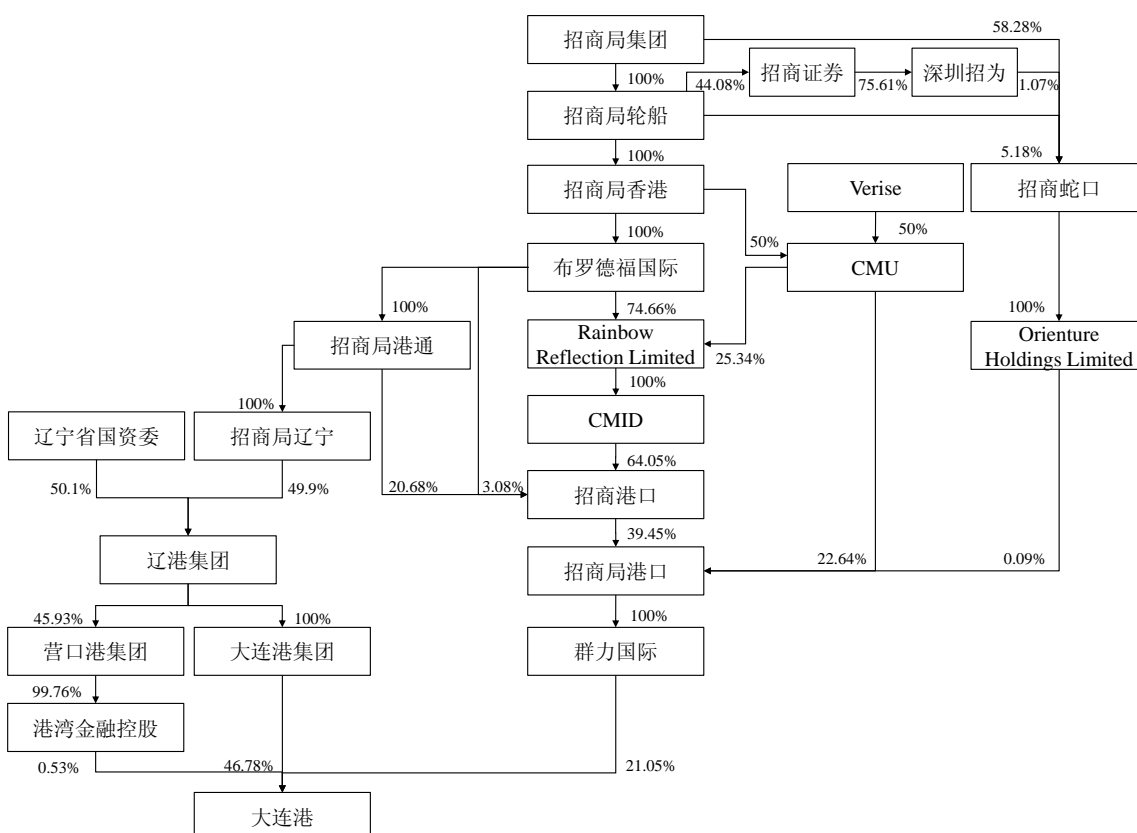 招商局集团
58.28%
招商证券
深圳招为
100%
44.08%
75.61%
1.07%
招商局轮船
100%
5.18%
招商局香港
Verise
招商蛇口
100%
50%
50%
布罗德福国际
CMU
100%
74.66%
100%
招商局港通
Rainbow
Reflection Limited
25.34%
Orienture
Holdings Limited
100%
100%
辽宁省国资委
招商局辽宁
CMID
64.05%
50.1%
49.9%
20.68%
3.08%
招商港口
39.45%
辽港集团
招商局港口
22.64%
0.09%
45.93%
100%
100%
营口港集团
大连港集团
群力国际
99.76%
港湾金融控股
0.53%
46.78%
21.05%
大连港